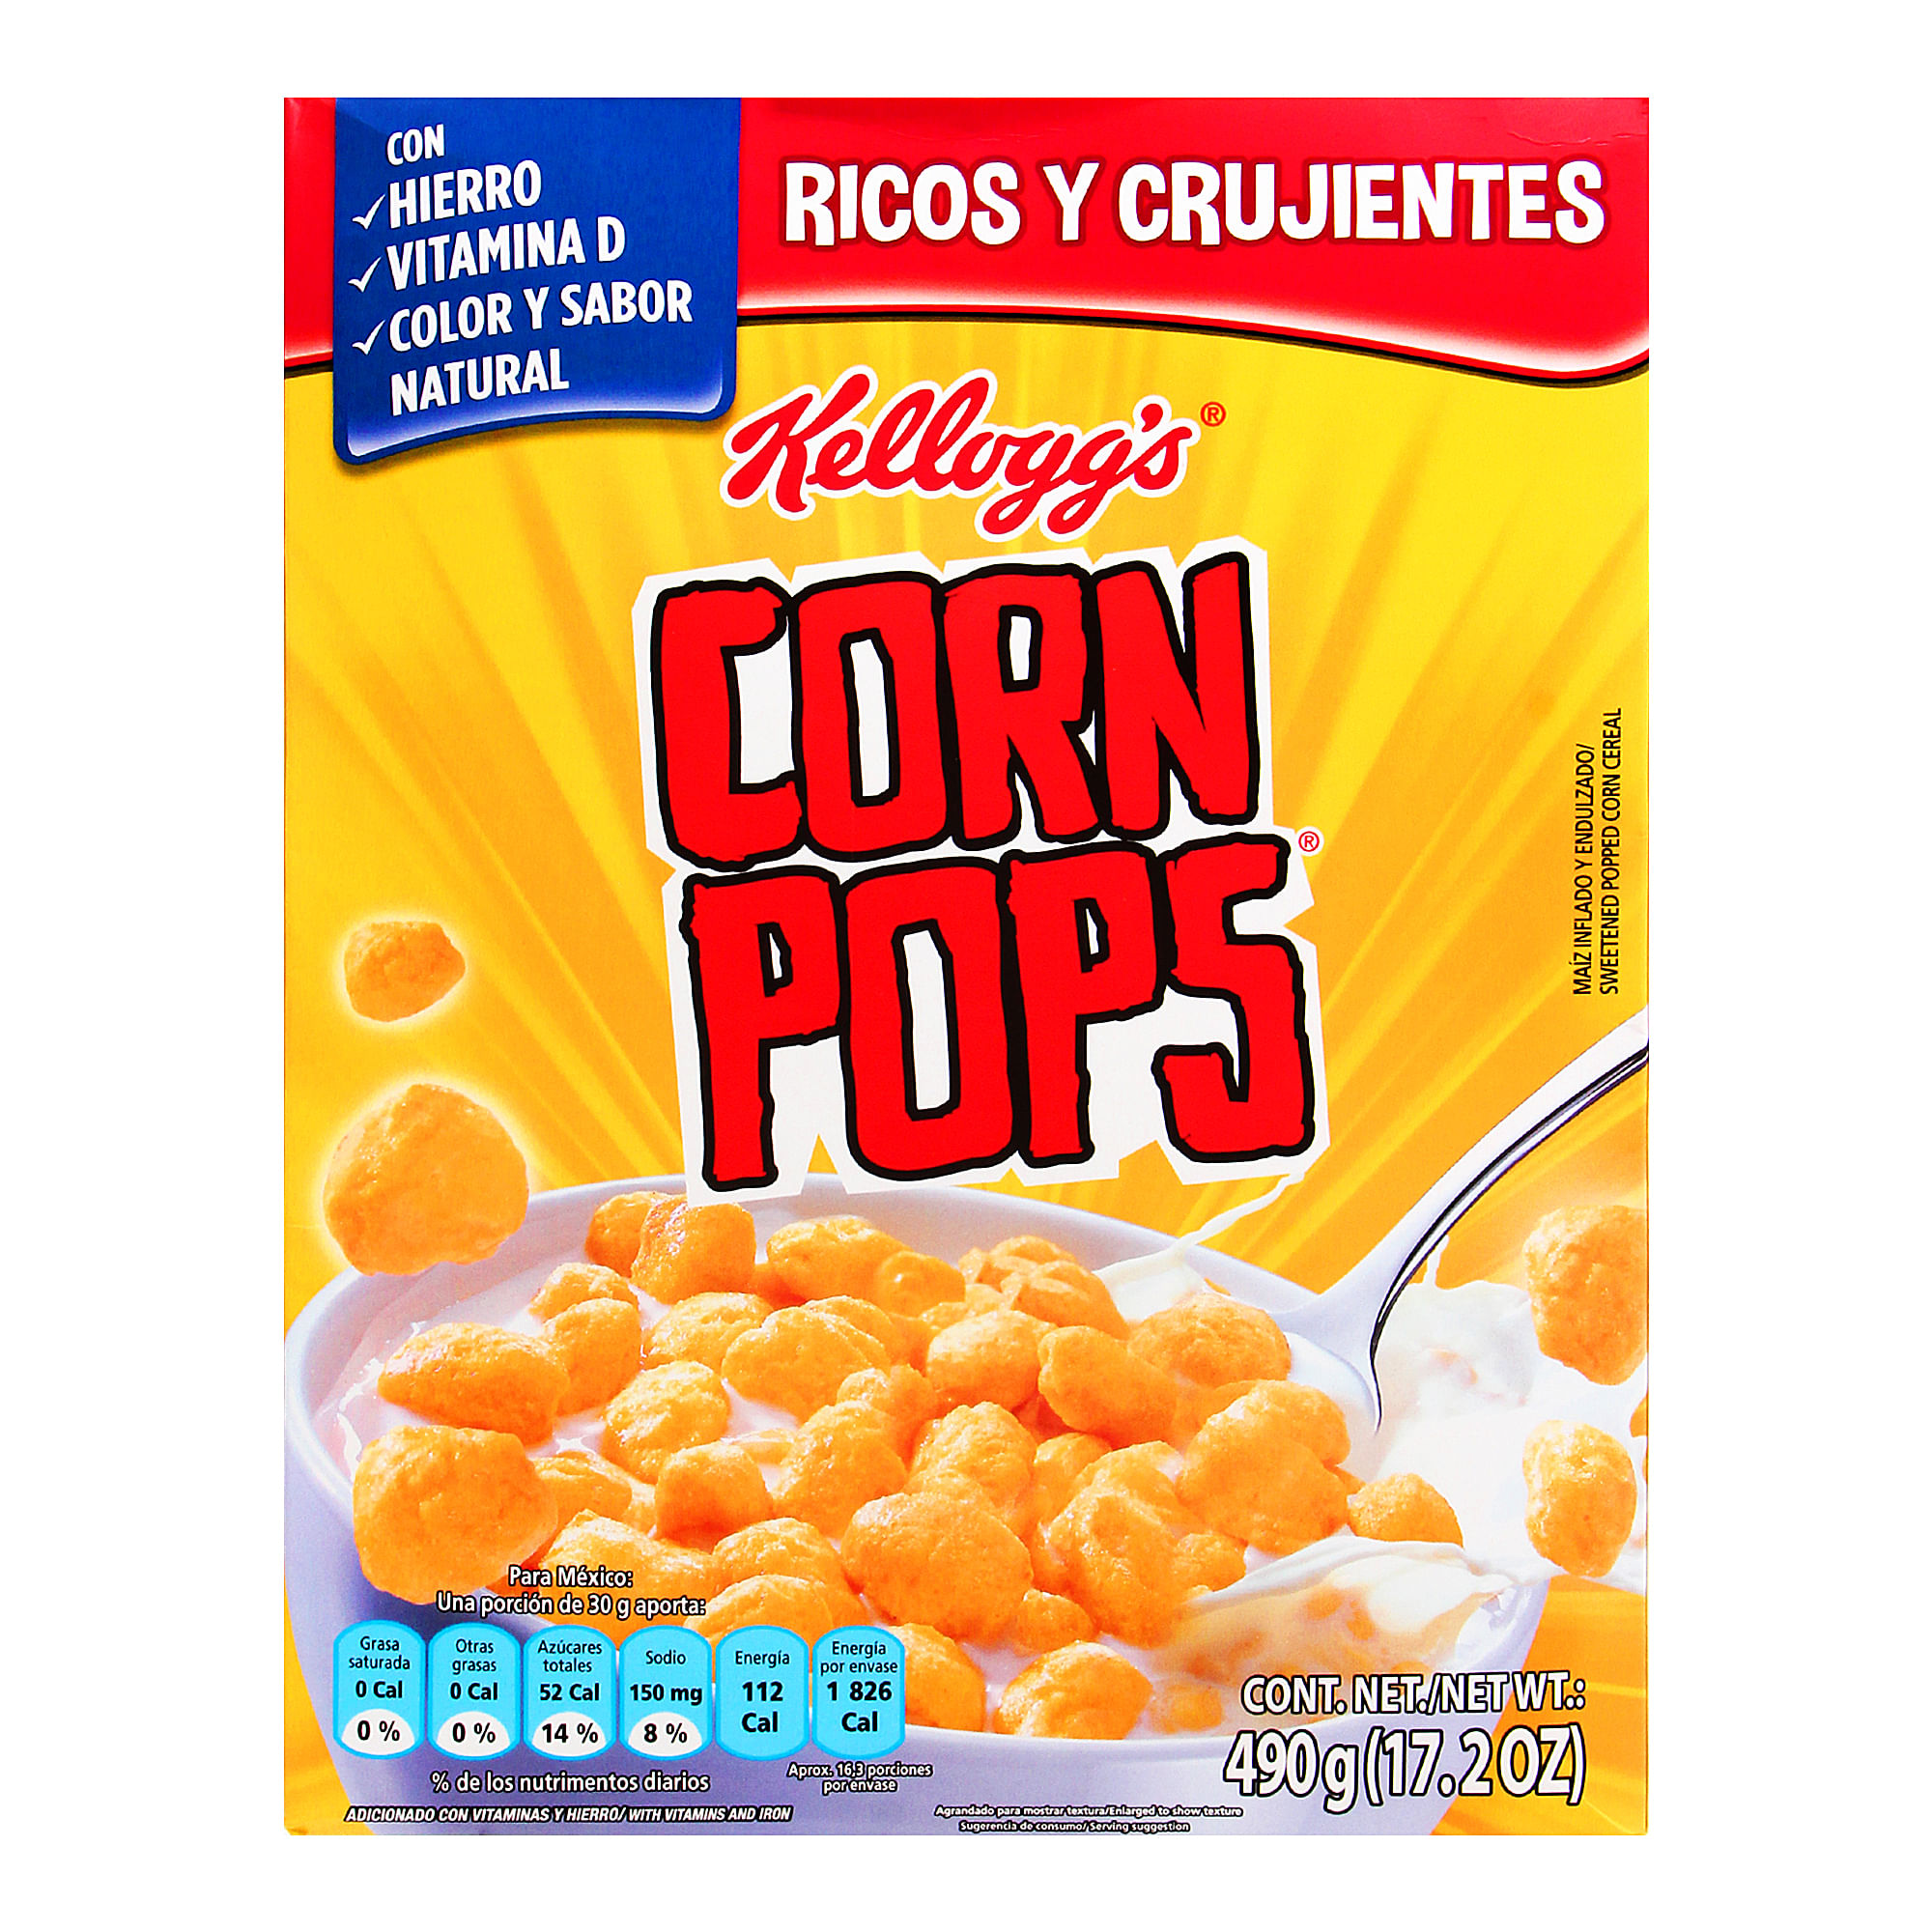 CON
✓HIERRO
✓VITAMINA D
✓COLOR Y SABOR
NATURAL
RICOS Y CRUJIENTES
Kellogg's®
CORN
POPS®
MAÍZ INFLADO Y ENDULZADO/
SWEETENED POPPED CORN CEREAL
Para México:
Una porción de 30 g aporta:
Grasa
saturada
0 Cal
0 %
Otras
grasas
0 Cal
0 %
Azúcares
totales
52 Cal
14 %
Sodio
150 mg
8 %
Energía
112
Cal
Energía
por envase
1 826
Cal
% de los nutrimentos diarios
Aprox. 16,3 porciones
por envase
ADICIONADO CON VITAMINAS Y HIERRO/ WITH VITAMINS AND IRON
Agrandado para mostrar textura/Enlarged to show texture
Sugerencia de consumo/ Serving suggestion
CONT. NET./NET WT.:
490 g (17.2 OZ)